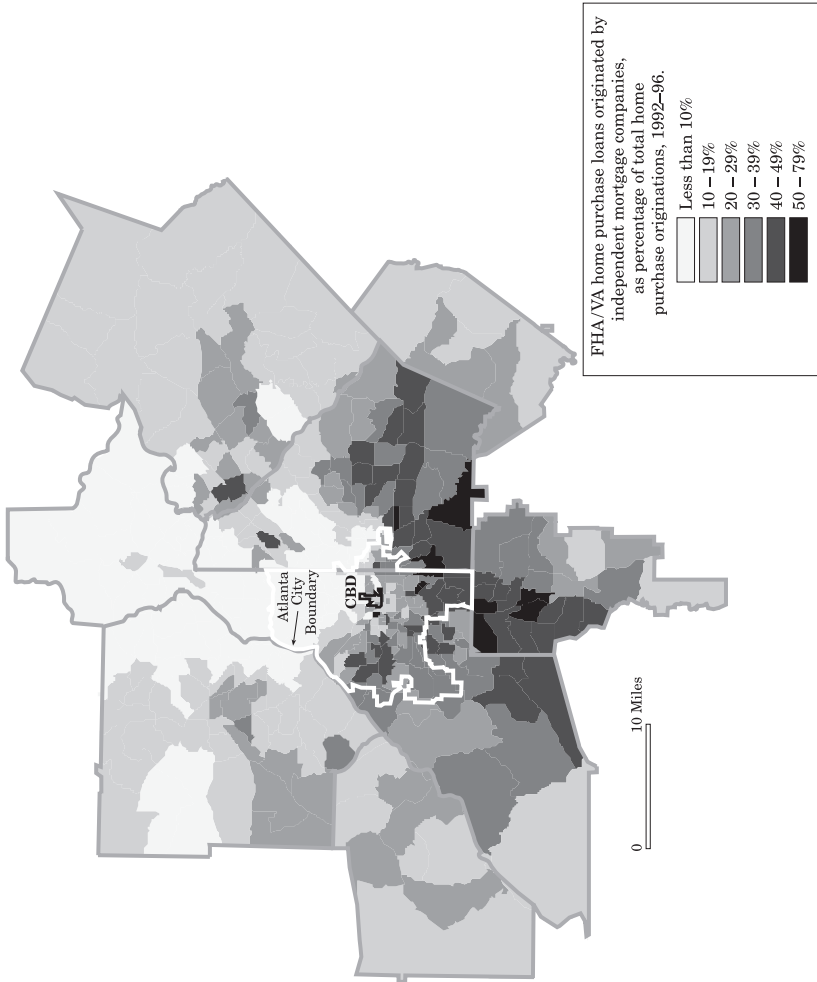 Atlanta
City
Boundary
CBD
0
10 Miles
FHA/VA home purchase loans originated by
independent mortgage companies,
as percentage of total home
purchase originations, 1992–96.
Less than 10%
10 – 19%
20 – 29%
30 – 39%
40 – 49%
50 – 79%